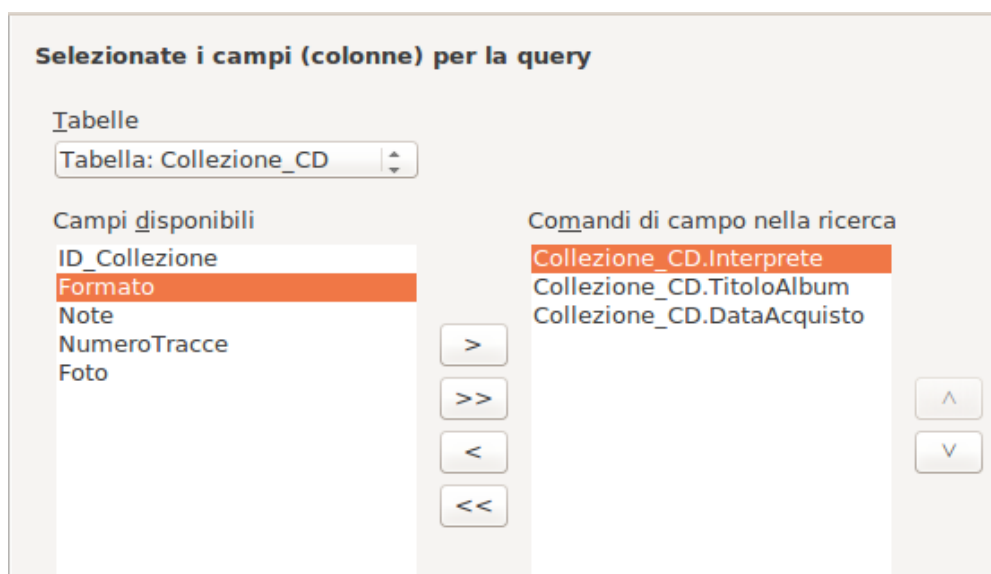 Selezionate i campi (colonne) per la query
Tabelle
Tabella: Collezione_CD
Campi disponibili
ID_Collezione
Formato
Note
NumeroTracce
Foto
>
>>
<
<<
Comandi di campo nella ricerca
Collezione_CD.Interprete
Collezione_CD.TitoloAlbum
Collezione_CD.DataAcquisto